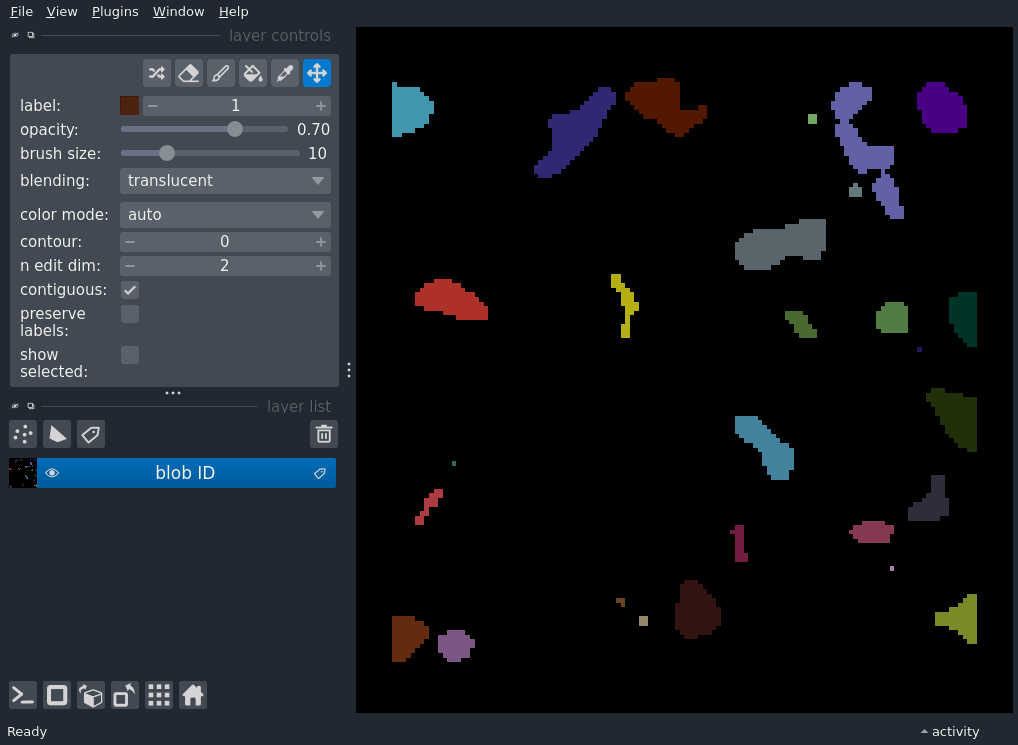 File View Plugins Window Help
layer controls
label: 1
opacity: 0.70
brush size: 10
blending: translucent
color mode: auto
contour: 0
n edit dim: 2
contiguous:
preserve
labels:
show
selected:
layer list
blob ID
Ready
activity